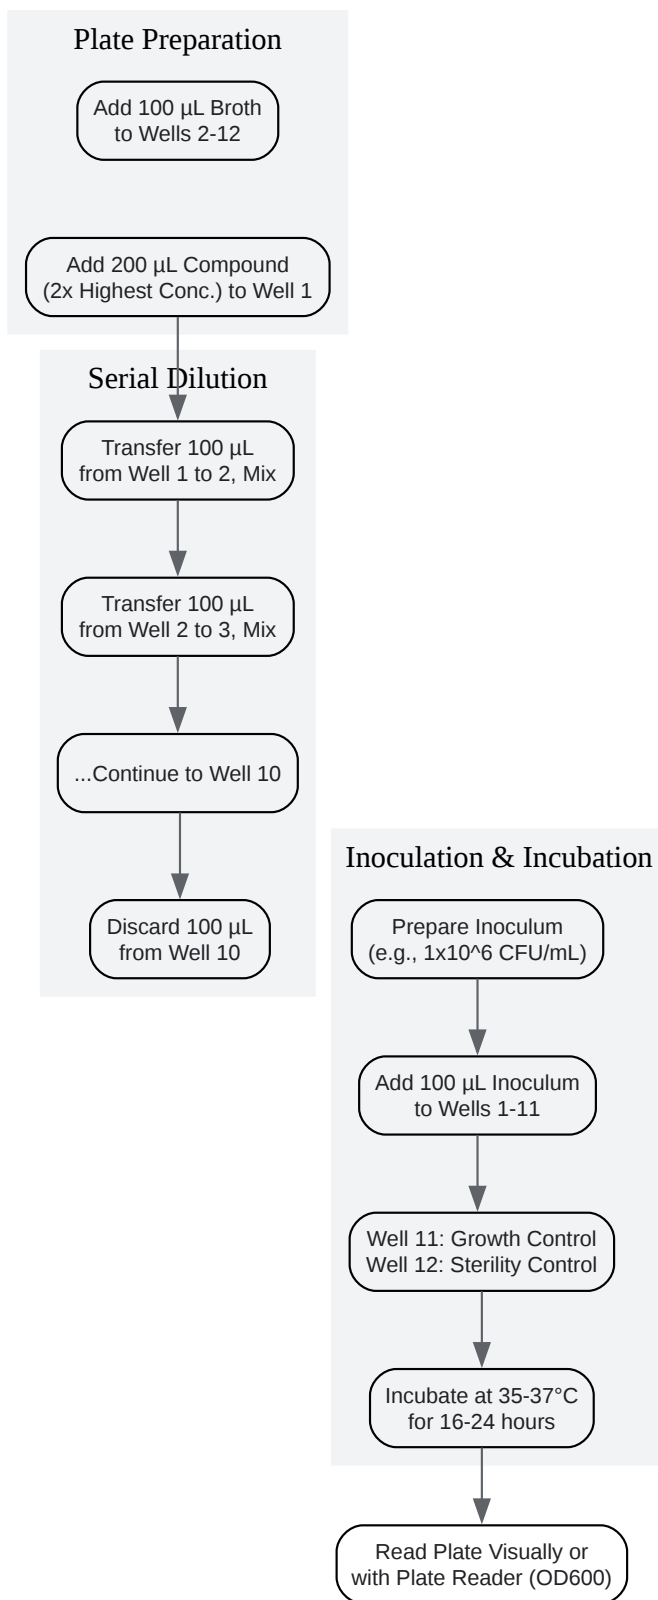 Plate Preparation
Add 100 µL Broth
to Wells 2-12
Add 200 µL Compound
(2x Highest Conc.) to Well 1
Serial Dilution
Transfer 100 µL
from Well 1 to 2, Mix
Transfer 100 µL
from Well 2 to 3, Mix
...Continue to Well 10
Discard 100 µL
from Well 10
Inoculation & Incubation
Prepare Inoculum
(e.g., 1x10^6 CFU/mL)
Add 100 µL Inoculum
to Wells 1-11
Well 11: Growth Control
Well 12: Sterility Control
Incubate at 35-37°C
for 16-24 hours
Read Plate Visually or
with Plate Reader (OD600)